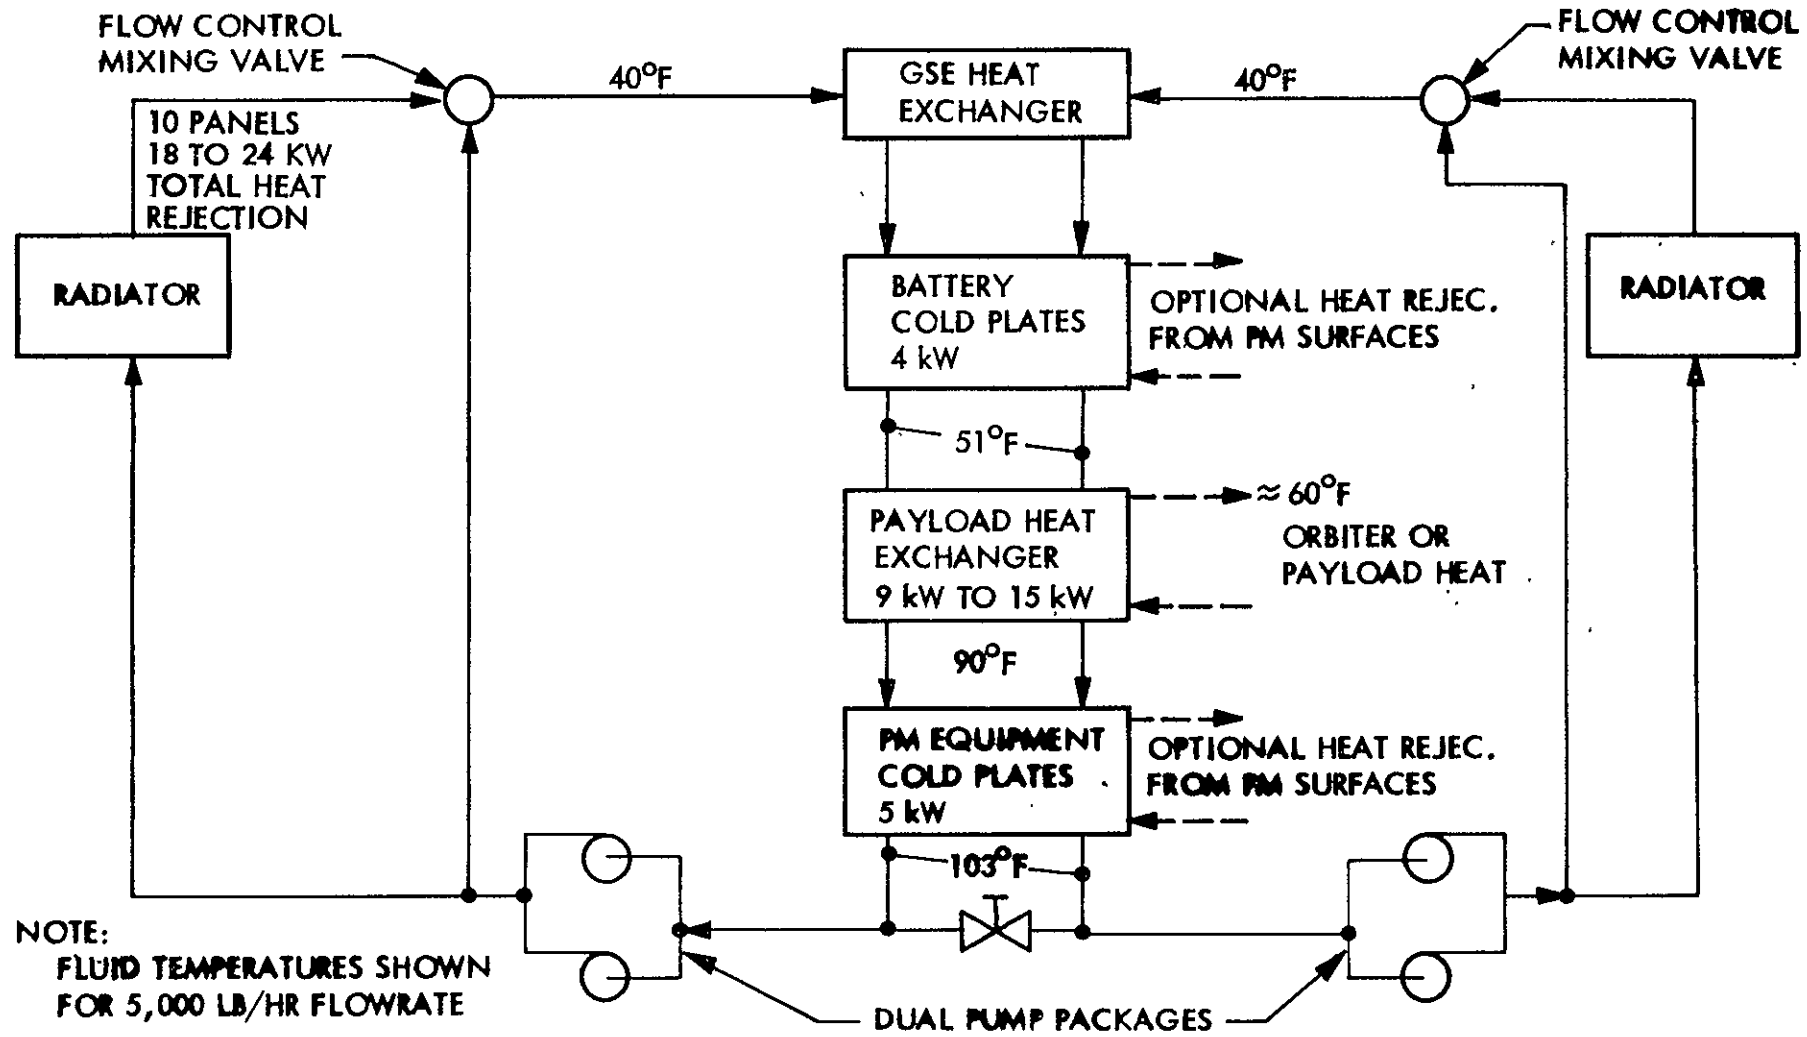 FLOW CONTROL
MIXING VALVE
40°F
GSE HEAT
EXCHANGER
40°F
FLOW CONTROL
MIXING VALVE
10 PANELS
18 TO 24 KW
TOTAL HEAT
REJECTION
RADIATOR
BATTERY
COLD PLATES
4 kW
OPTIONAL HEAT REJEC.
FROM PM SURFACES
RADIATOR
51°F
PAYLOAD HEAT
EXCHANGER
9 kW TO 15 kW
≈ 60°F
ORBITER OR
PAYLOAD HEAT
90°F
PM EQUIPMENT
COLD PLATES
5 kW
OPTIONAL HEAT REJEC.
FROM PM SURFACES
103°F
NOTE:
FLUID TEMPERATURES SHOWN
FOR 5,000 LB/HR FLOWRATE
DUAL PUMP PACKAGES